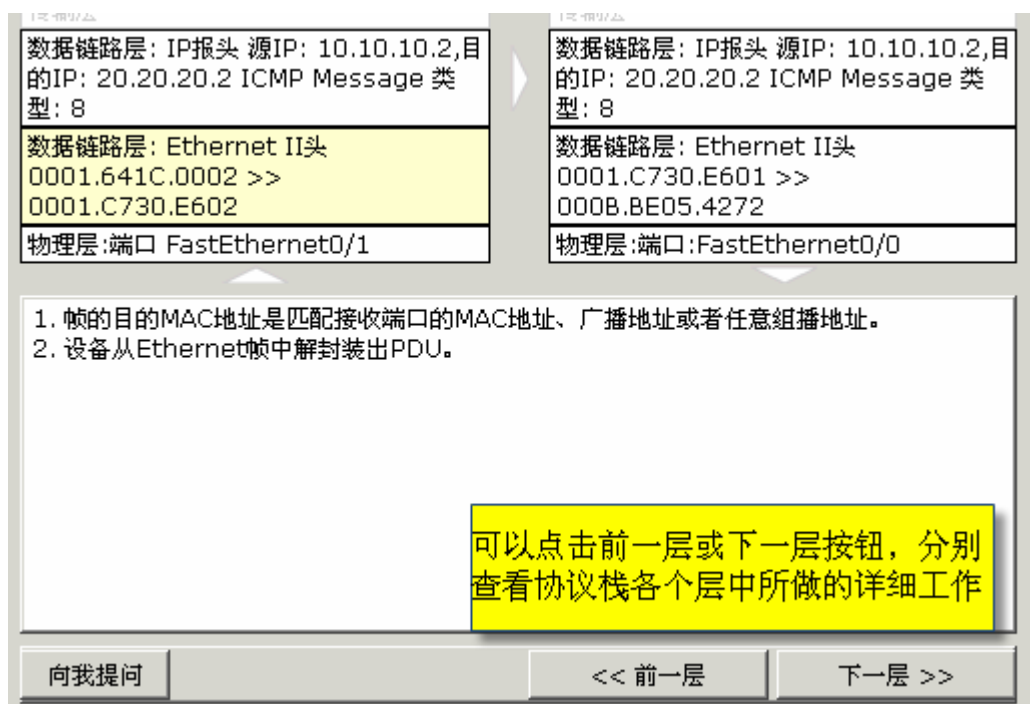 传输层
传输层
数据链路层: IP报头 源IP: 10.10.10.2,目
的IP: 20.20.20.2 ICMP Message 类
型: 8
数据链路层: IP报头 源IP: 10.10.10.2,目
的IP: 20.20.20.2 ICMP Message 类
型: 8
数据链路层: Ethernet II头
0001.641C.0002 >>
0001.C730.E602
数据链路层: Ethernet II头
0001.C730.E601 >>
000B.BE05.4272
物理层:端口 FastEthernet0/1
物理层:端口:FastEthernet0/0
1. 帧的目的MAC地址是匹配接收端口的MAC地址、广播地址或者任意组播地址。
2. 设备从Ethernet帧中解封装出PDU。
可以点击前一层或下一层按钮，分别
查看协议栈各个层中所做的详细工作
向我提问
<< 前一层
下一层 >>